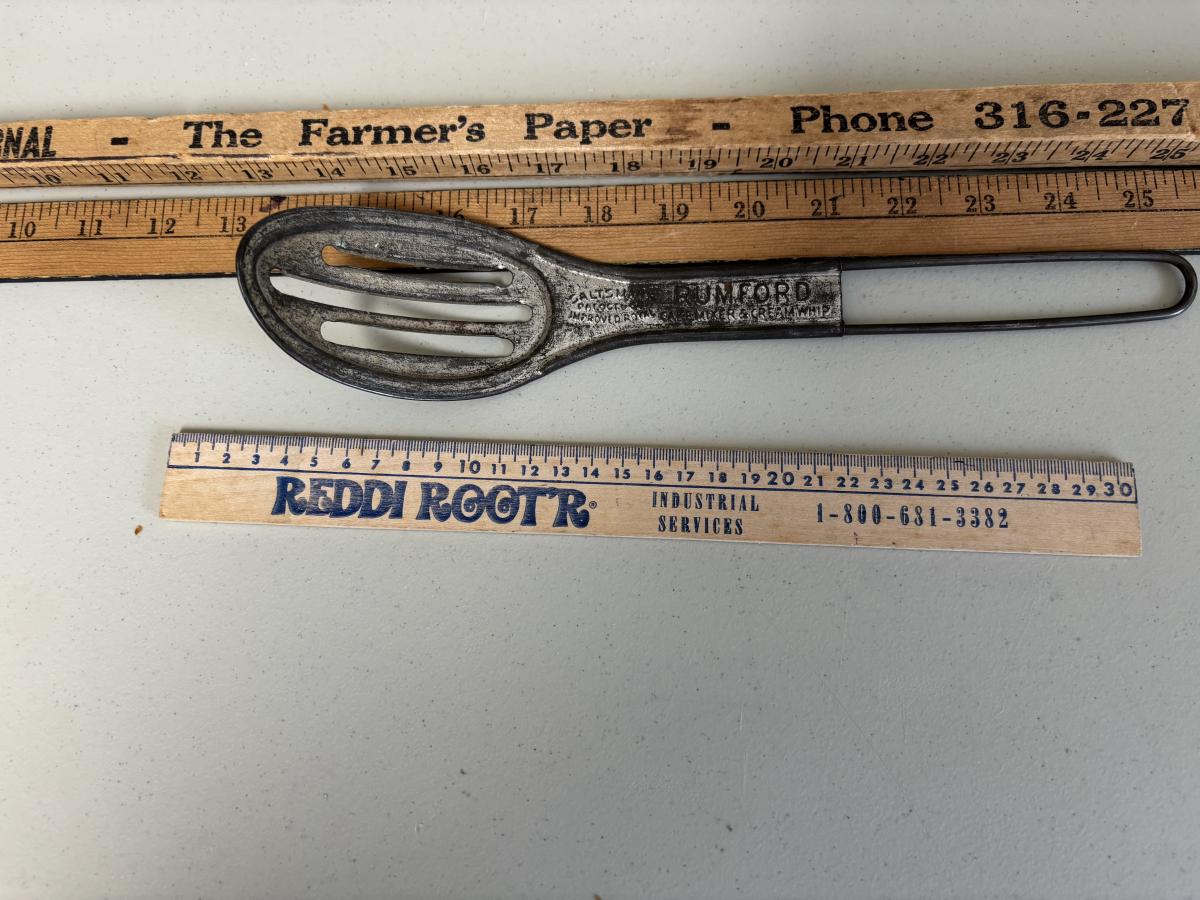 RNAL - The Farmer's Paper - Phone 316-227
10 11 12 13 14 15 16 17 18 19 20 21 22 23 24 25
10 11 12 13 16 17 18 19 20 21 22 23 24 25
RUMFORD
CAKE MIXER & CREAM WHIP
1 2 3 4 5 6 7 8 9 10 11 12 13 14 15 16 17 18 19 20 21 22 23 24 25 26 27 28 29 30
REDDI ROOT'R® INDUSTRIAL
SERVICES 1-800-681-3382